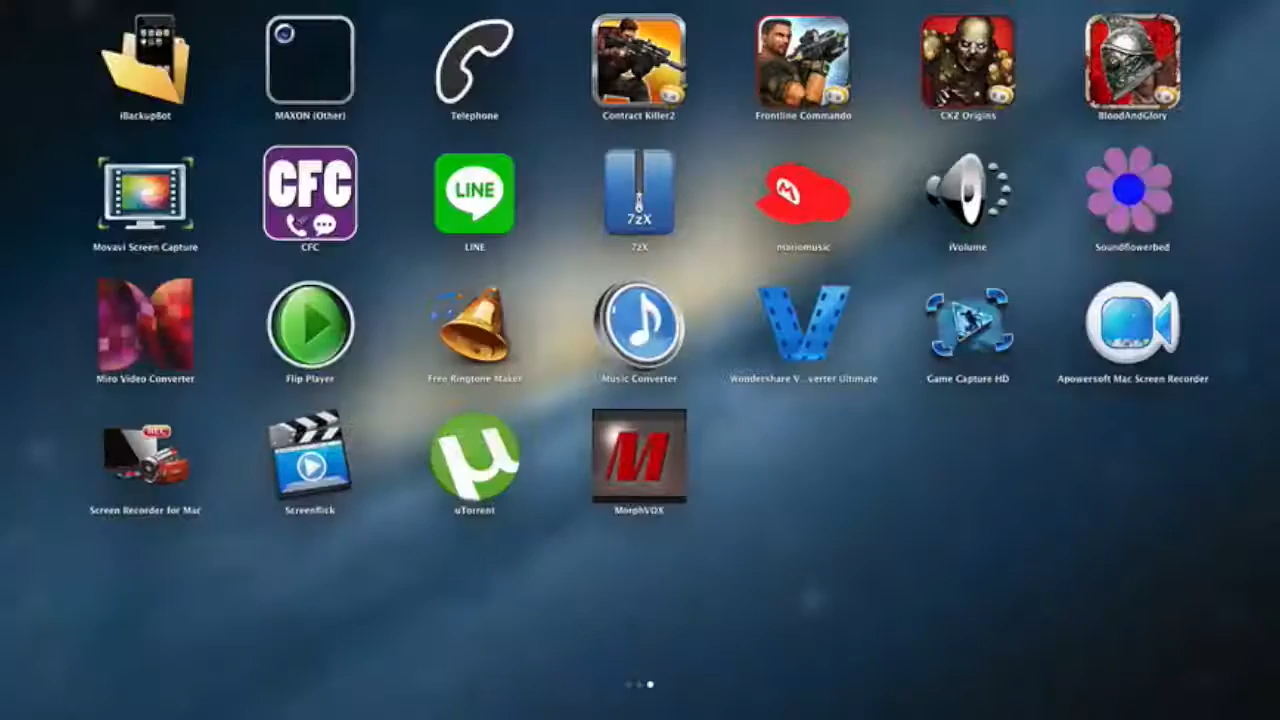 iBackupBot
MAXON (Other)
Telephone
Contract Killer2
Frontline Commando
CKZ Origins
BloodAndGlory
CFC
LINE
7zX
M
Movavi Screen Capture
CFC
LINE
7zX
mariomusic
iVolume
Soundflowerbed
Miro Video Converter
Flip Player
Free Ringtone Maker
Music Converter
Wondershare V...verter Ultimate
Game Capture HD
Apowersoft Mac Screen Recorder
REC
µ
M
Screen Recorder for Mac
Screenflick
uTorrent
MorphVOX